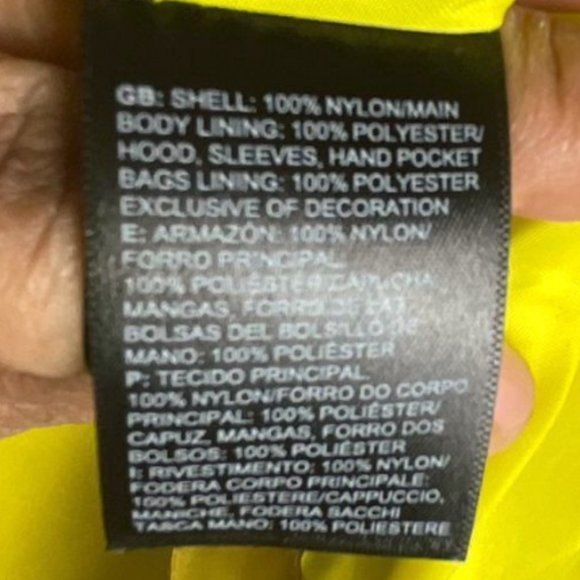 GB: SHELL: 100% NYLON/MAIN
BODY LINING: 100% POLYESTER/
HOOD, SLEEVES, HAND POCKET
BAGS LINING: 100% POLYESTER
EXCLUSIVE OF DECORATION
E: ARMAZÓN: 100% NYLON/
FORRO PRINCIPAL
100% POLIÉSTER/CAPUCHA
MANGAS, FORRO DE LAS
BOLSAS DEL BOLSILLO DE
MANO: 100% POLIÉSTER
P: TECIDO PRINCIPAL
100% NYLON/FORRO DO CORPO
PRINCIPAL: 100% POLIÉSTER/
CAPUZ, MANGAS, FORRO DOS
BOLSOS: 100% POLIÉSTER
I: RIVESTIMENTO: 100% NYLON/
FODERA CORPO PRINCIPALE:
100% POLIESTERE/CAPPUCCIO,
MANICHE, FODERA SACCHI
TASCA MANO: 100% POLIESTERE